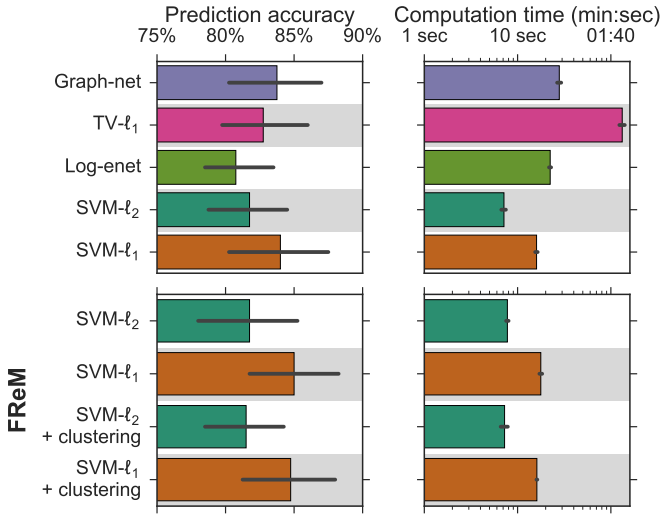 Prediction accuracy
Computation time (min:sec)
75% 80% 85% 90%
1 sec 10 sec 01:40
Graph-net
TV-ℓ₁
Log-enet
SVM-ℓ₂
SVM-ℓ₁
FReM
SVM-ℓ₂
SVM-ℓ₁
SVM-ℓ₂
+ clustering
SVM-ℓ₁
+ clustering